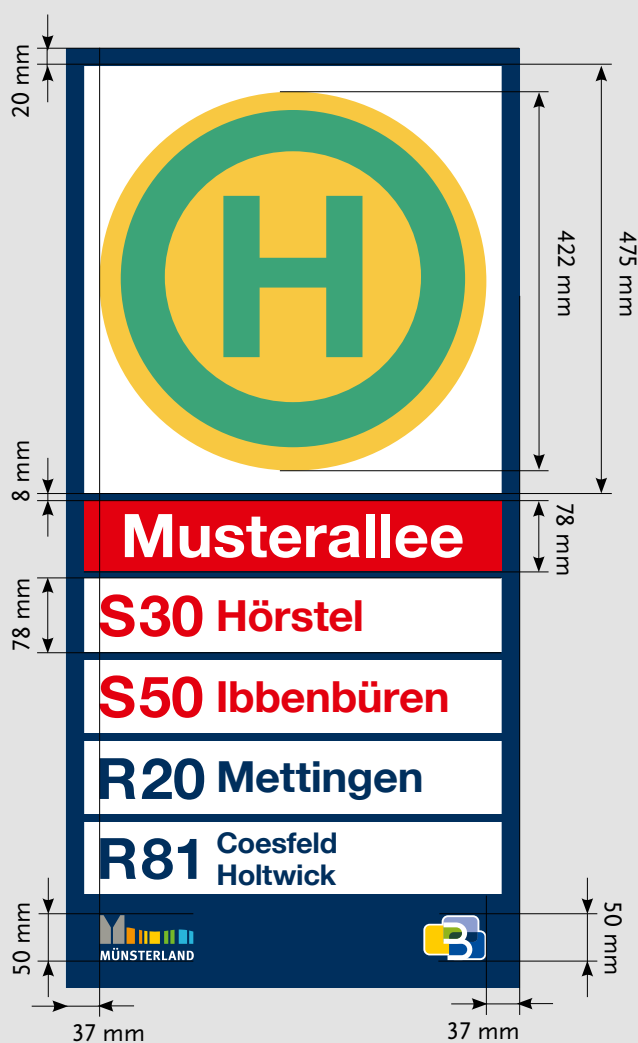 20 mm
H
422 mm
475 mm
8 mm
Musterallee
78 mm
S30 Hörstel
78 mm
S50 Ibbenbüren
R20 Mettingen
R81 Coesfeld
Holtwick
50 mm
MÜNSTERLAND
B
50 mm
37 mm
37 mm